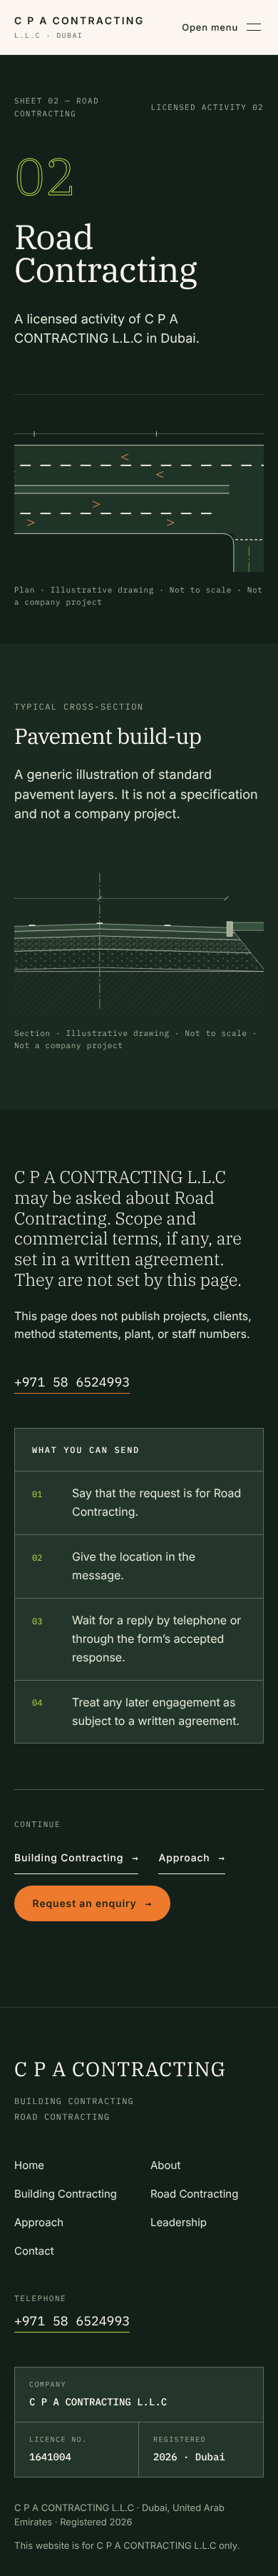 C P A CONTRACTING
L.L.C · DUBAI
Open menu
SHEET 02 — ROAD
CONTRACTING
LICENSED ACTIVITY 02
02
Road
Contracting
A licensed activity of C P A
CONTRACTING L.L.C in Dubai.
Plan · Illustrative drawing · Not to scale · Not
a company project
TYPICAL CROSS-SECTION
Pavement build-up
A generic illustration of standard
pavement layers. It is not a specification
and not a company project.
Section · Illustrative drawing · Not to scale ·
Not a company project
C P A CONTRACTING L.L.C
may be asked about Road
Contracting. Scope and
commercial terms, if any, are
set in a written agreement.
They are not set by this page.
This page does not publish projects, clients,
method statements, plant, or staff numbers.
+971 58 6524993
WHAT YOU CAN SEND
01 Say that the request is for Road
Contracting.
02 Give the location in the
message.
03 Wait for a reply by telephone or
through the form’s accepted
response.
04 Treat any later engagement as
subject to a written agreement.
CONTINUE
Building Contracting →
Approach →
Request an enquiry →
C P A CONTRACTING
BUILDING CONTRACTING
ROAD CONTRACTING
Home
About
Building Contracting
Road Contracting
Approach
Leadership
Contact
TELEPHONE
+971 58 6524993
COMPANY
C P A CONTRACTING L.L.C
LICENCE NO.
1641004
REGISTERED
2026 · Dubai
C P A CONTRACTING L.L.C · Dubai, United Arab
Emirates · Registered 2026
This website is for C P A CONTRACTING L.L.C only.